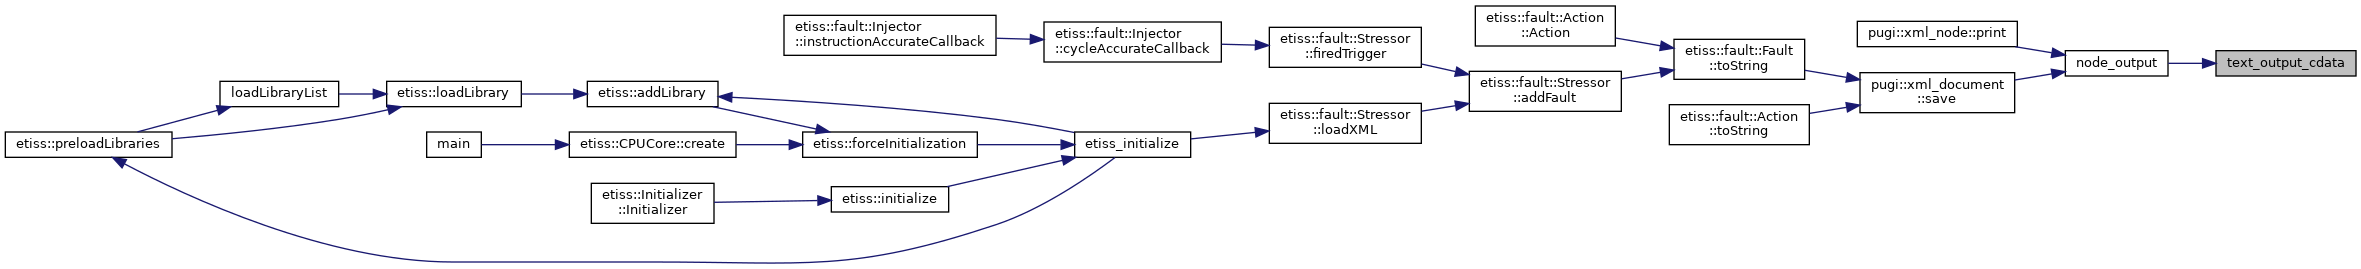 etiss::preloadLibraries
loadLibraryList
etiss::loadLibrary
main
etiss::addLibrary
etiss::CPUCore::create
etiss::Initializer
::Initializer
etiss::fault::Injector
::instructionAccurateCallback
etiss::forceInitialization
etiss::initialize
etiss::fault::Injector
::cycleAccurateCallback
etiss_initialize
etiss::fault::Stressor
::firedTrigger
etiss::fault::Stressor
::loadXML
etiss::fault::Action
::Action
etiss::fault::Stressor
::addFault
etiss::fault::Fault
::toString
etiss::fault::Action
::toString
pugi::xml_node::print
pugi::xml_document
::save
node_output
text_output_cdata